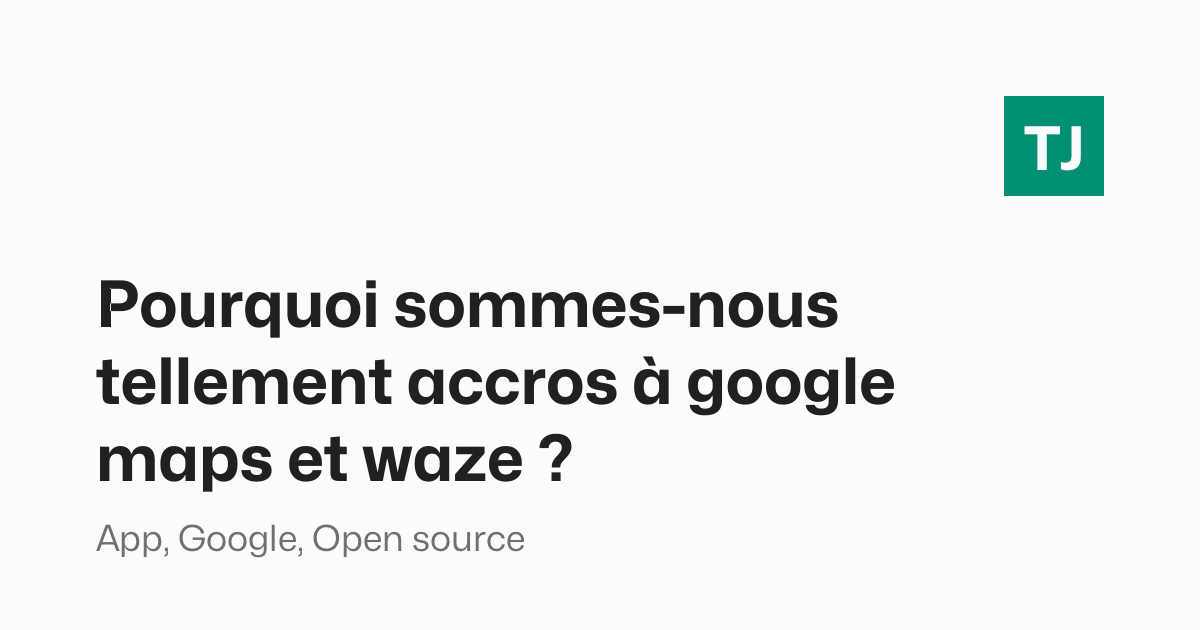 TJ
Pourquoi sommes-nous
tellement accros à google
maps et waze ?
App, Google, Open source